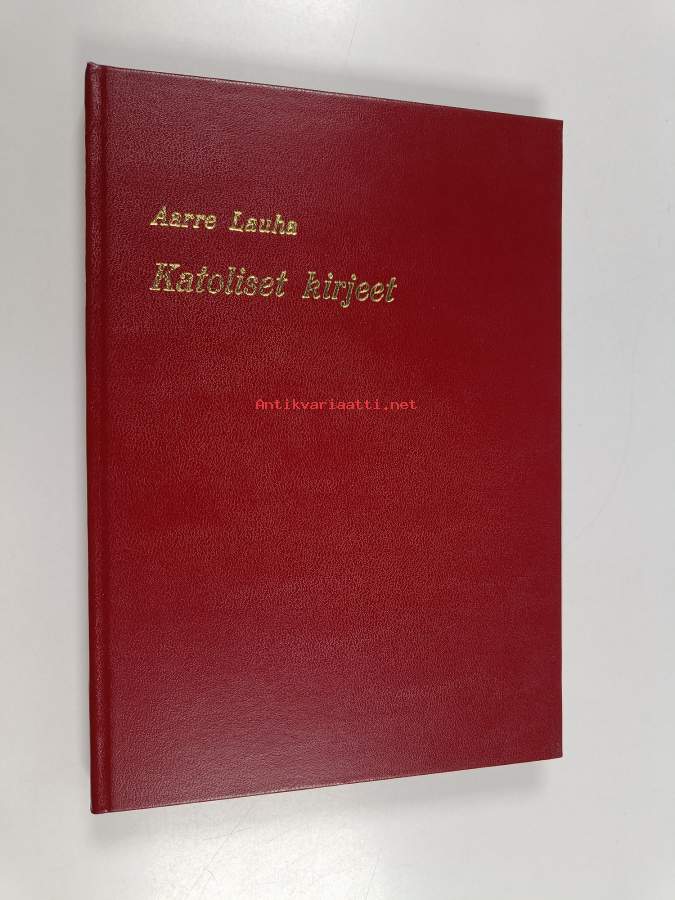 Aarre Lauha
Katoliset kirjeet
Antikvariaatti.net